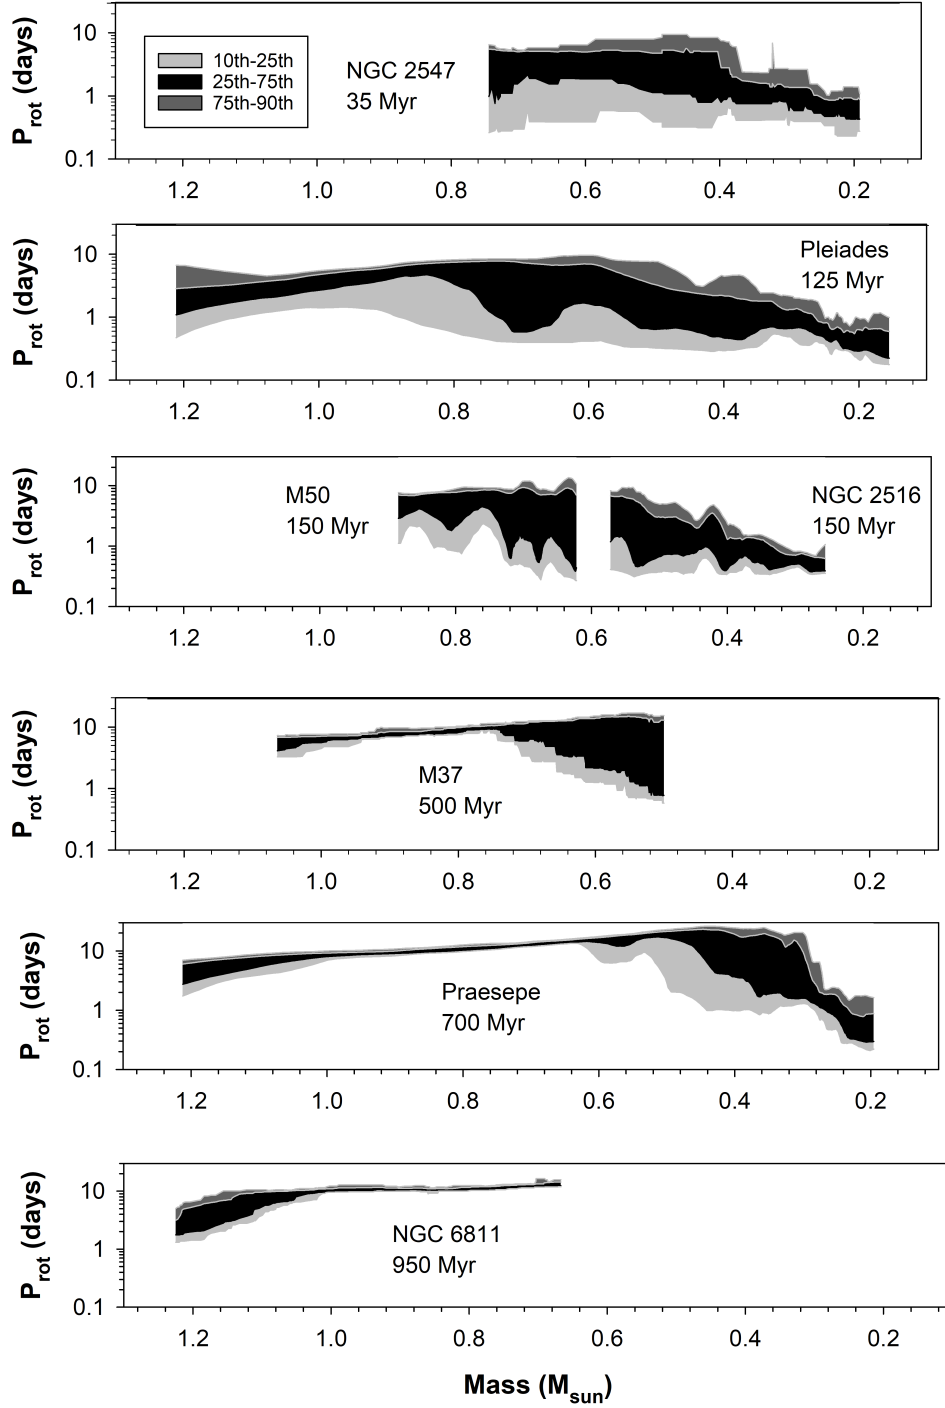 P_rot (days)
10
1
0.1
10th-25th
25th-75th
75th-90th
NGC 2547
35 Myr
1.2 1.0 0.8 0.6 0.4 0.2
P_rot (days)
10
1
0.1
Pleiades
125 Myr
1.2 1.0 0.8 0.6 0.4 0.2
P_rot (days)
10
1
0.1
M50
150 Myr
NGC 2516
150 Myr
1.2 1.0 0.8 0.6 0.4 0.2
P_rot (days)
10
1
0.1
M37
500 Myr
1.2 1.0 0.8 0.6 0.4 0.2
P_rot (days)
10
1
0.1
Praesepe
700 Myr
1.2 1.0 0.8 0.6 0.4 0.2
P_rot (days)
10
1
0.1
NGC 6811
950 Myr
1.2 1.0 0.8 0.6 0.4 0.2
Mass (M_sun)